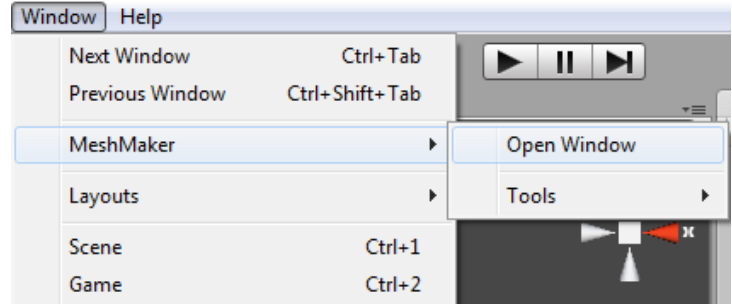 Window Help
Next Window Ctrl+Tab
Previous Window Ctrl+Shift+Tab
MeshMaker Open Window
Layouts Tools
Scene Ctrl+1
Game Ctrl+2
x